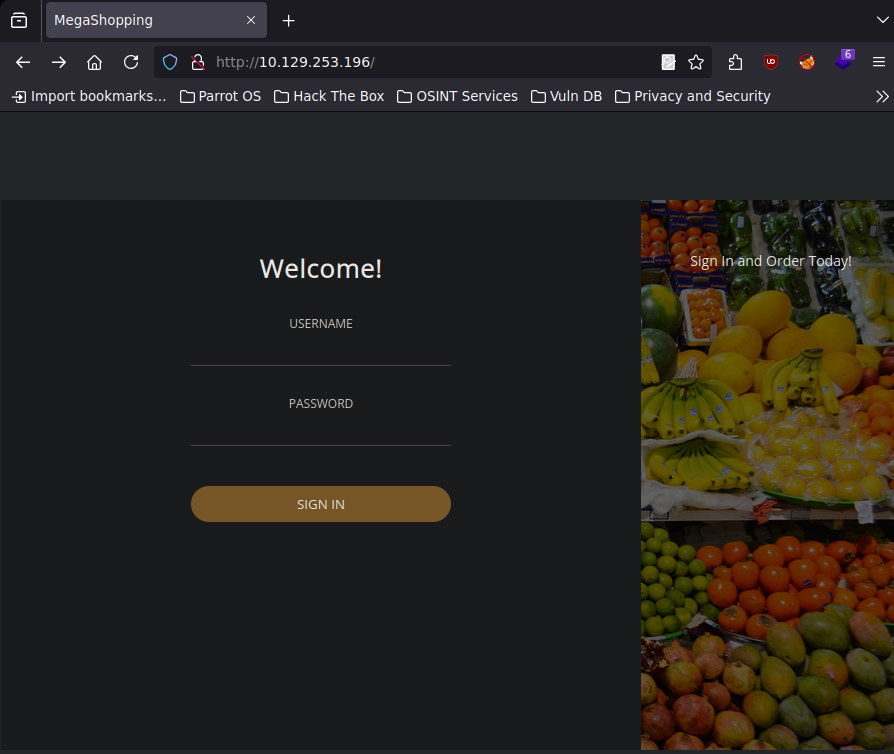 MegaShopping
http://10.129.253.196/
6
Import bookmarks...
Parrot OS
Hack The Box
OSINT Services
Vuln DB
Privacy and Security
Welcome!
Sign In and Order Today!
USERNAME
PASSWORD
SIGN IN